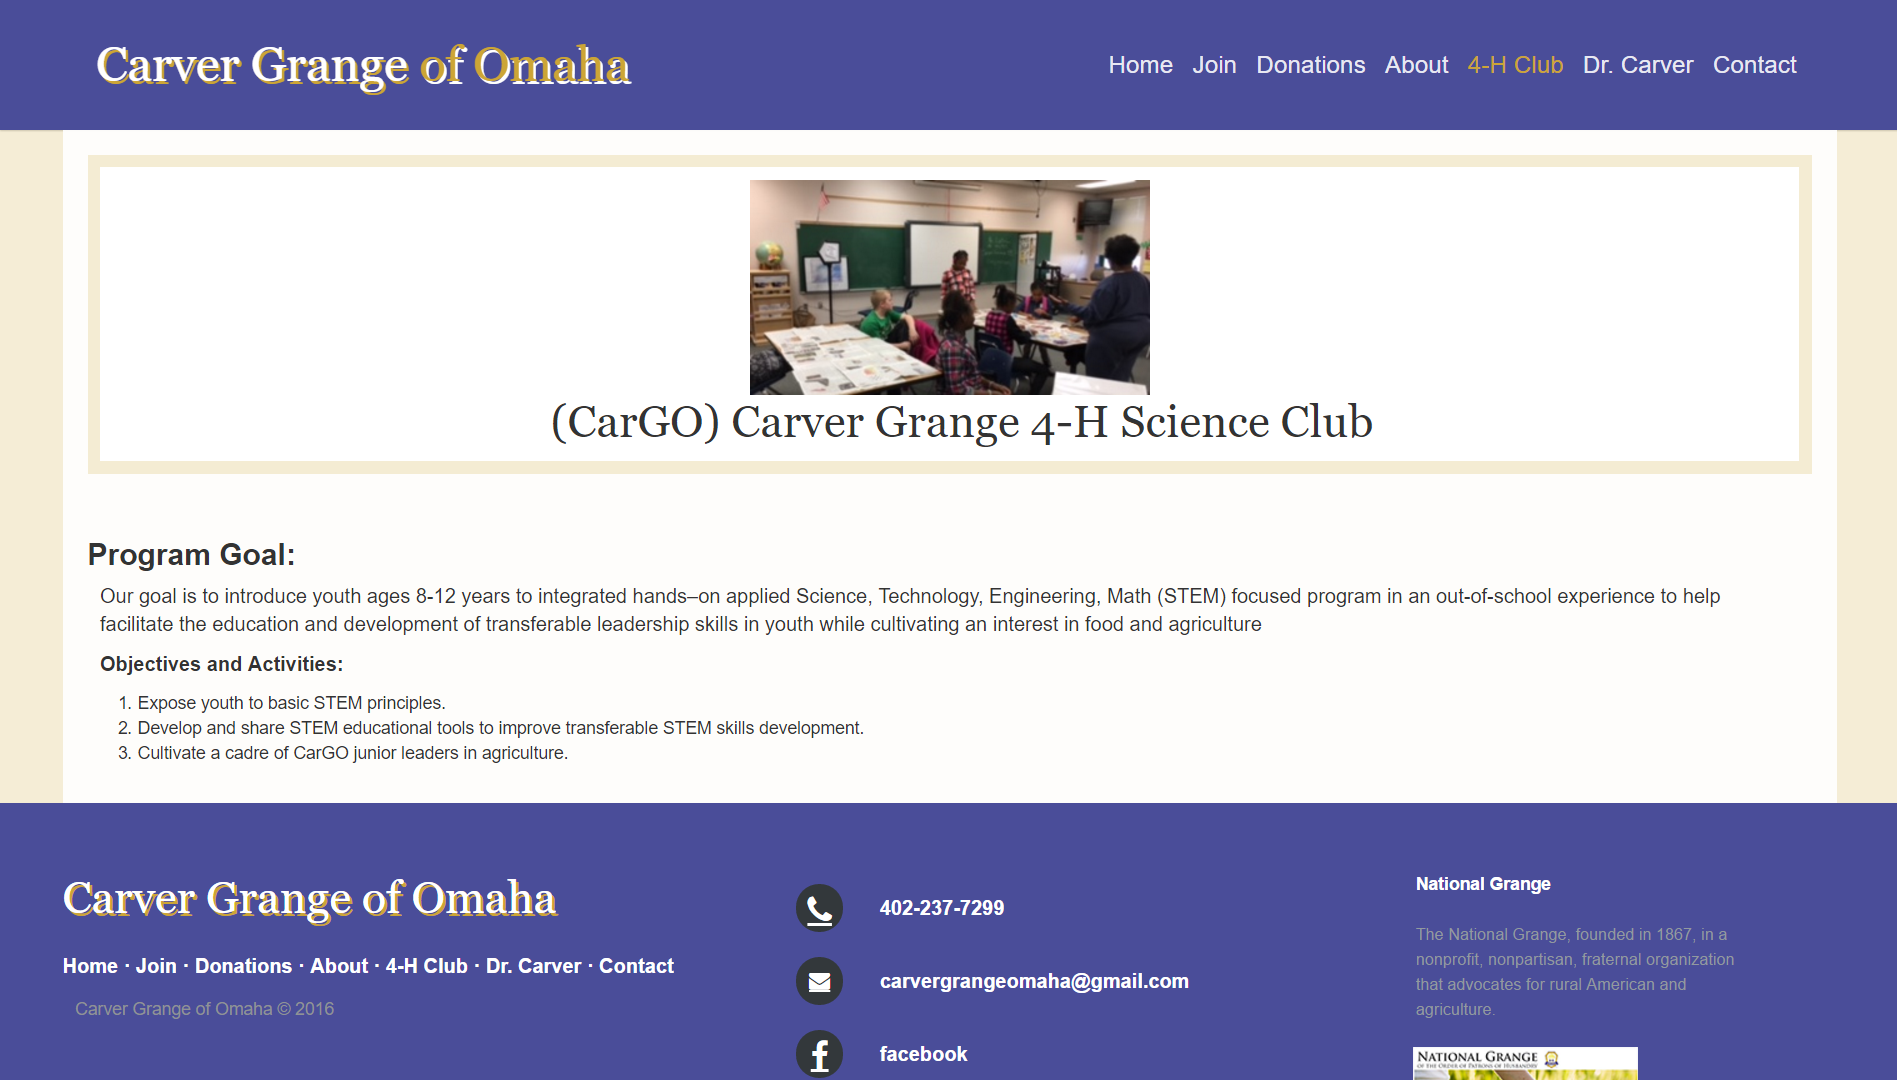 Carver Grange of Omaha
Home Join Donations About 4-H Club Dr. Carver Contact
(CarGO) Carver Grange 4-H Science Club
Program Goal:
Our goal is to introduce youth ages 8-12 years to integrated hands–on applied Science, Technology, Engineering, Math (STEM) focused program in an out-of-school experience to help
facilitate the education and development of transferable leadership skills in youth while cultivating an interest in food and agriculture
Objectives and Activities:
1. Expose youth to basic STEM principles.
2. Develop and share STEM educational tools to improve transferable STEM skills development.
3. Cultivate a cadre of CarGO junior leaders in agriculture.
Carver Grange of Omaha
Home · Join · Donations · About · 4-H Club · Dr. Carver · Contact
Carver Grange of Omaha © 2016
402-237-7299
carvergrangeomaha@gmail.com
facebook
National Grange
The National Grange, founded in 1867, in a
nonprofit, nonpartisan, fraternal organization
that advocates for rural American and
agriculture.
NATIONAL GRANGE
OF THE ORDER OF PATRONS OF HUSBANDRY